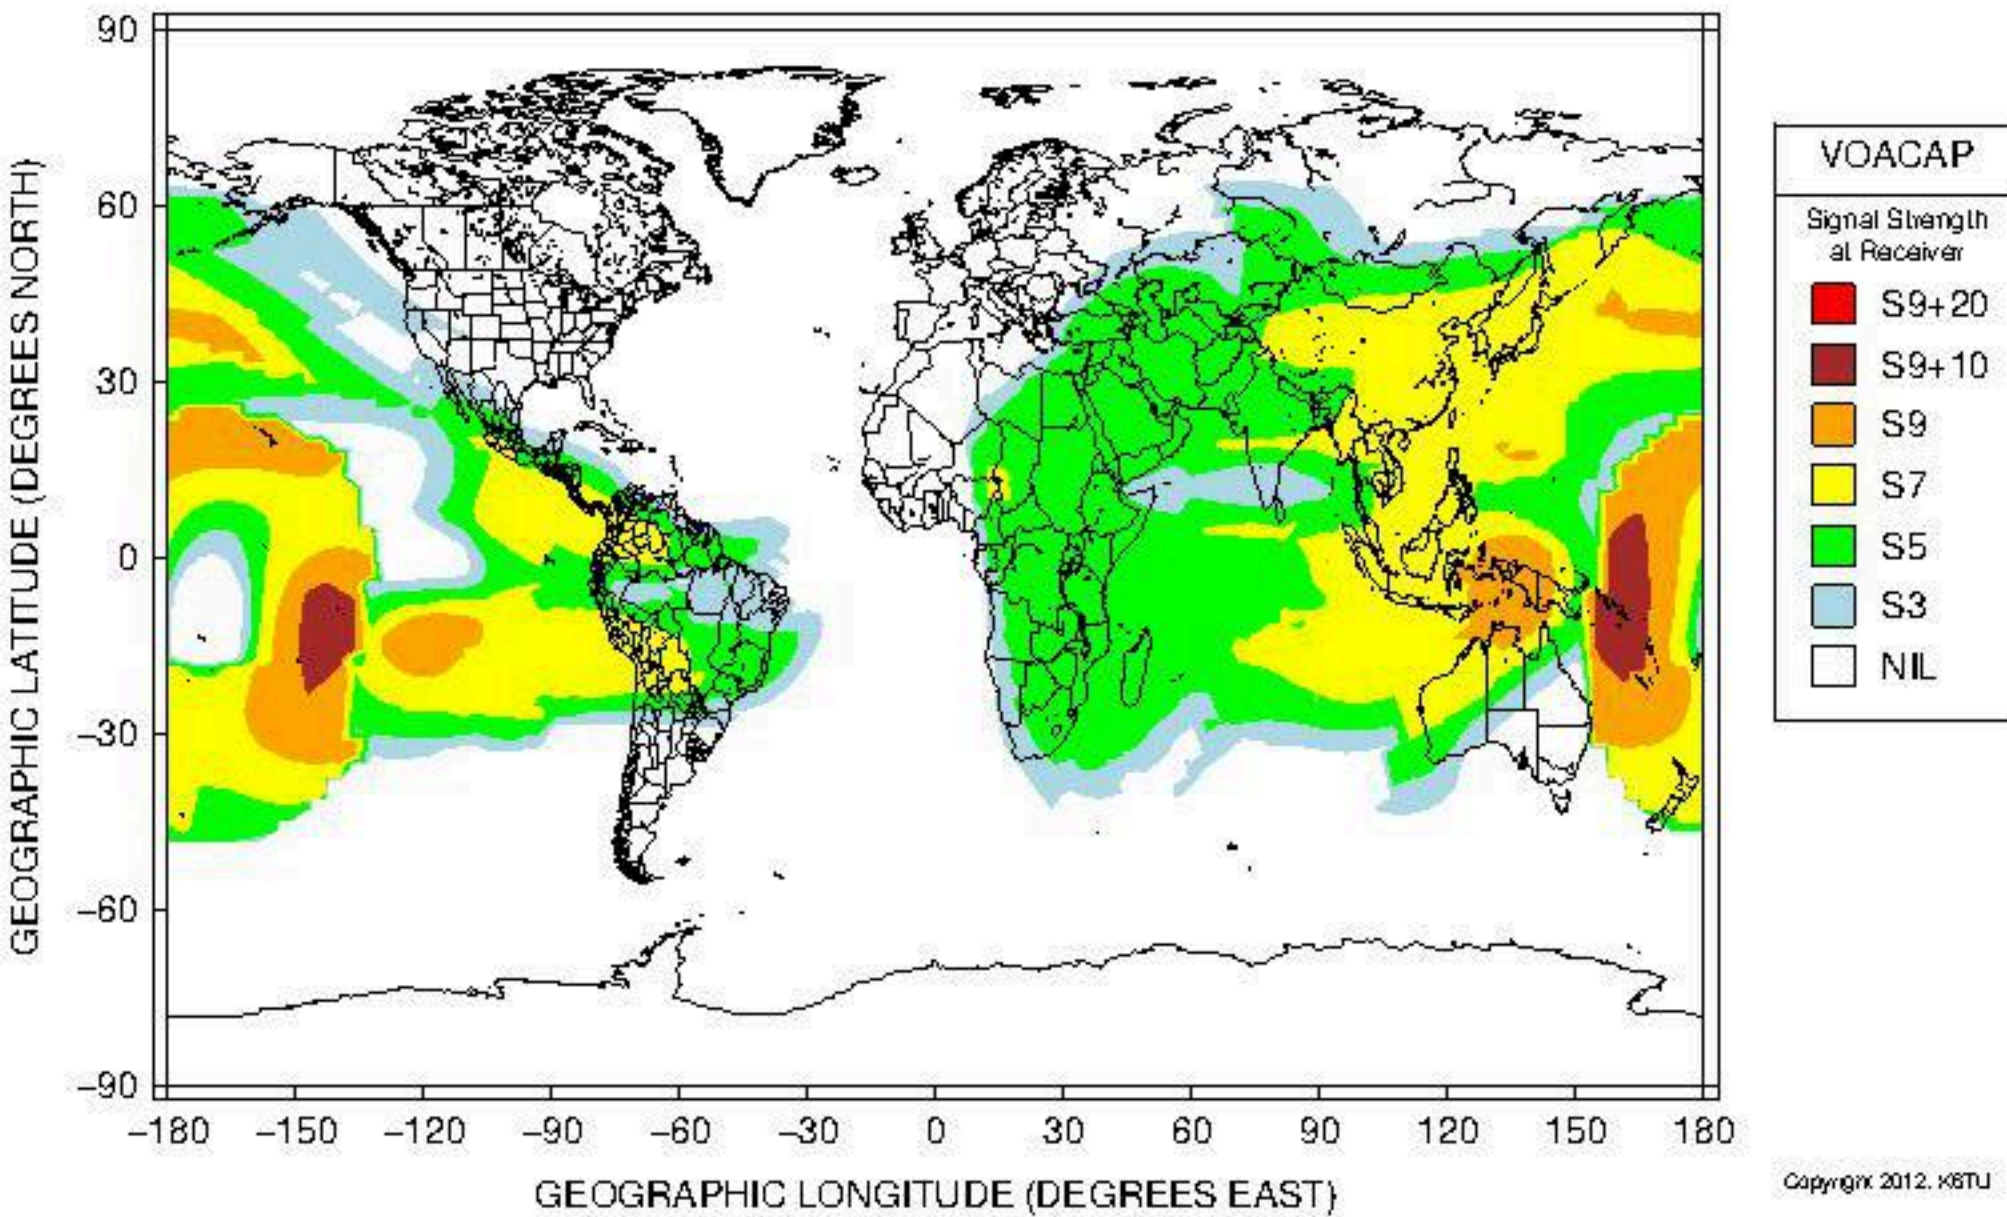 90
60
30
0
−30
−60
−90
GEOGRAPHIC LATITUDE (DEGREES NORTH)
−180 −150 −120 −90 −60 −30 0 30 60 90 120 150 180
GEOGRAPHIC LONGITUDE (DEGREES EAST)
VOACAP
Signal Strength
at Receiver
S9+20
S9+10
S9
S7
S5
S3
NIL
Copyright 2012, K6TU